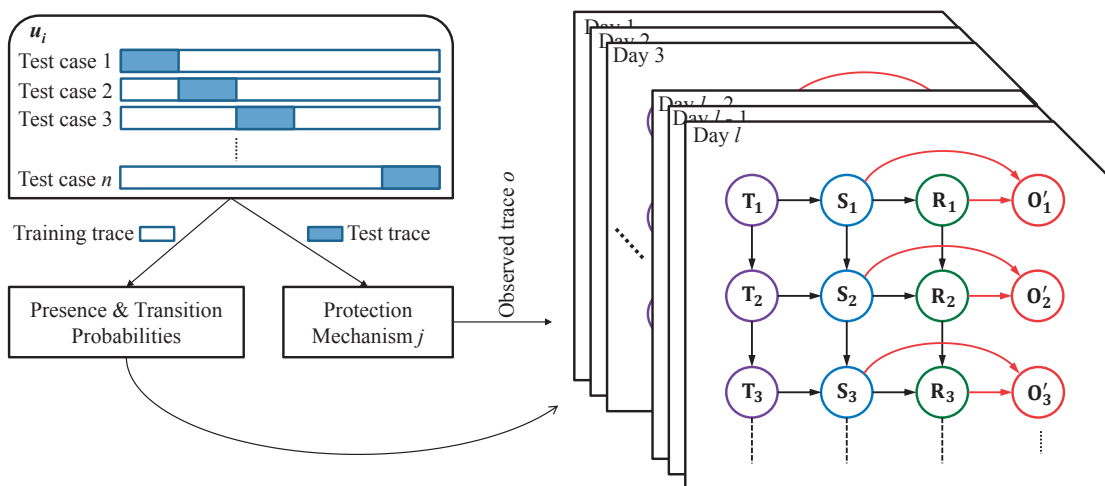 u_i
Test case 1
Test case 2
Test case 3
Test case n
Training trace
Test trace
Presence & Transition
Probabilities
Protection
Mechanism j
Observed trace o
Day 1
Day 2
Day 3
Day l - 2
Day l - 1
Day l
T₁ S₁ R₁ O′₁
T₂ S₂ R₂ O′₂
T₃ S₃ R₃ O′₃